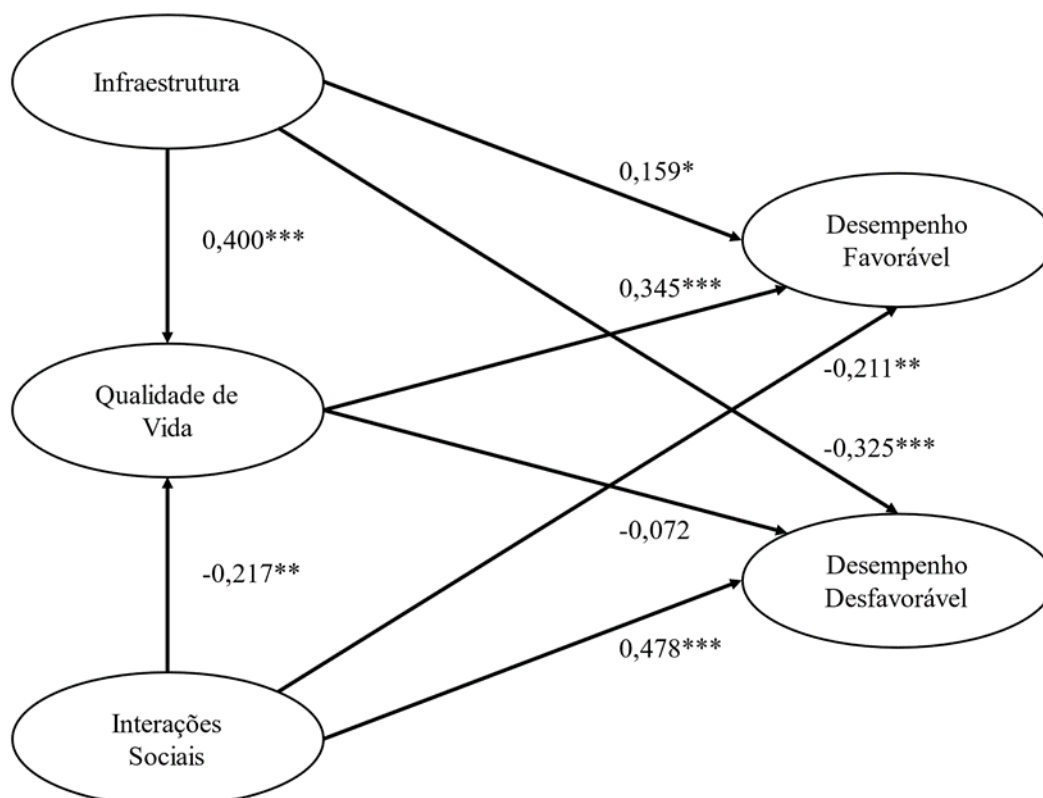 Infraestrutura
0,159*
Desempenho
Favorável
0,400***
0,345***
Qualidade de
Vida
-0,211**
-0,325***
-0,072
Desempenho
Desfavorável
-0,217**
0,478***
Interações
Sociais